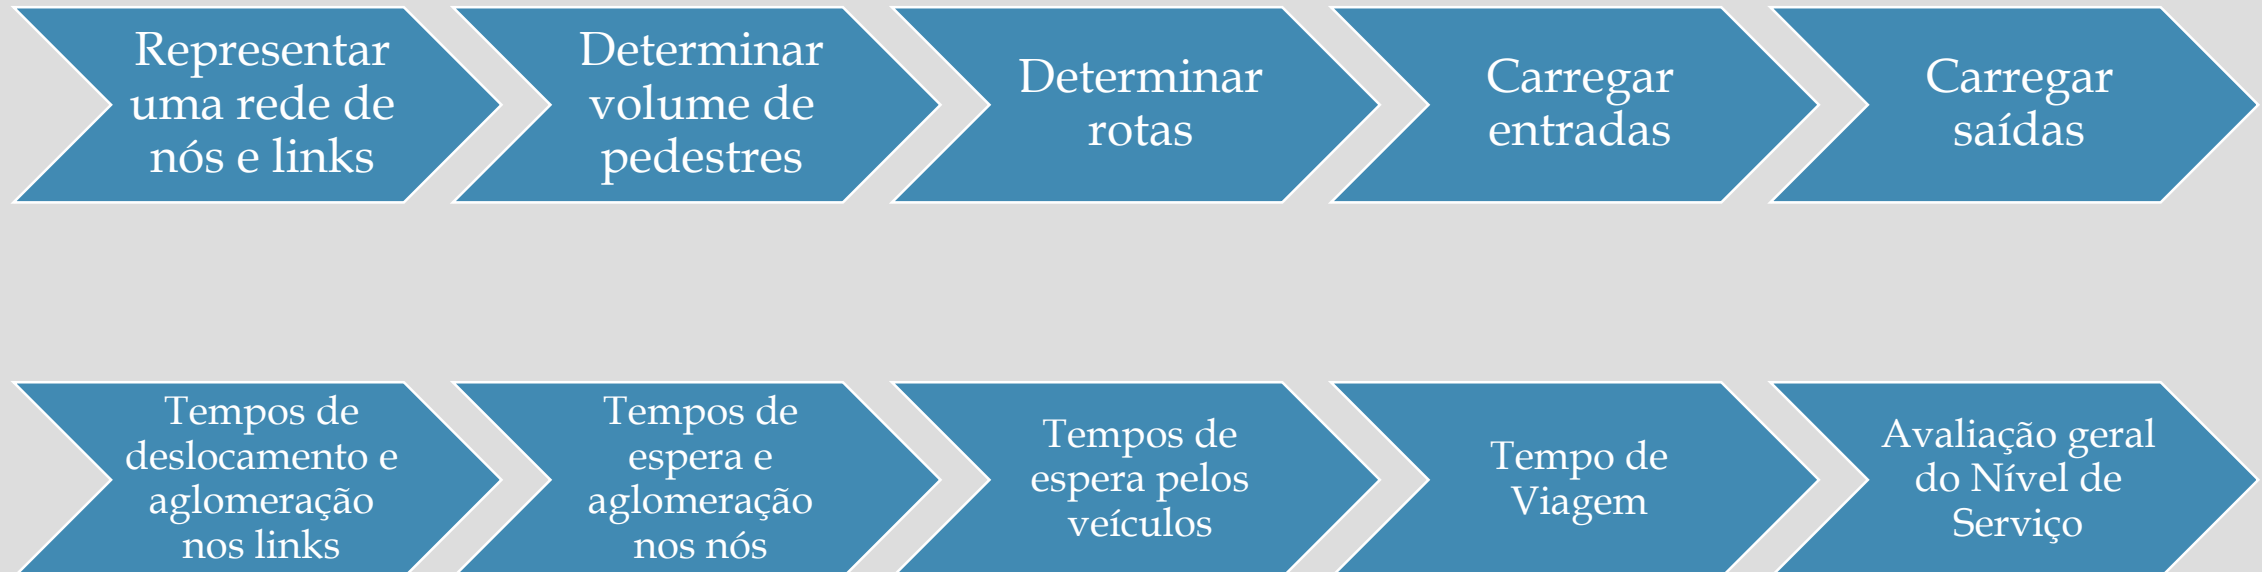 Representar
uma rede de
nós e links
Determinar
volume de
pedestres
Determinar
rotas
Carregar
entradas
Carregar
saídas
Tempos de
deslocamento e
aglomeração
nos links
Tempos de
espera e
aglomeração
nos nós
Tempos de
espera pelos
veículos
Tempo de
Viagem
Avaliação geral
do Nível de
Serviço